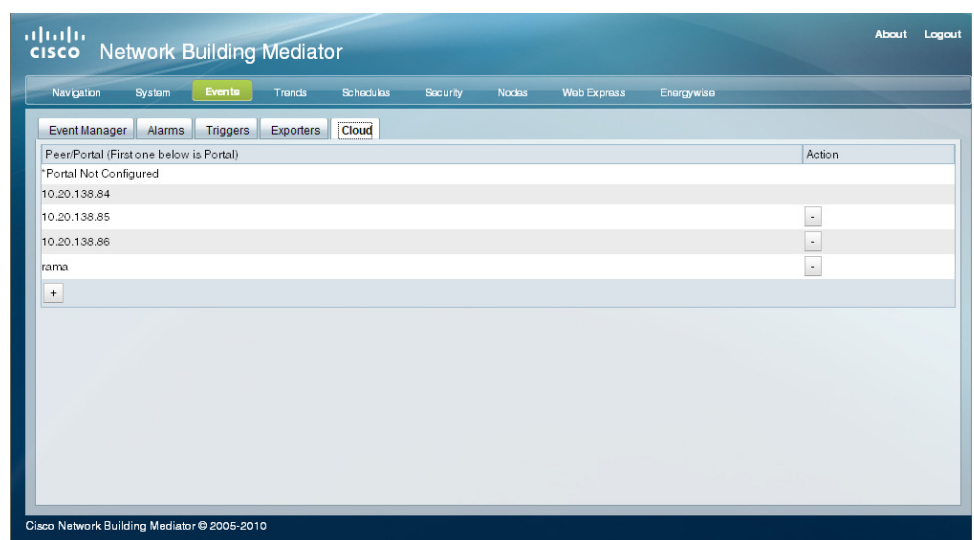 About Logout
CISCO Network Building Mediator
Navigation System Events Trends Schedules Security Nodes Web Express Energywise
Event Manager Alarms Triggers Exporters Cloud
Peer/Portal (First one below is Portal) Action
*Portal Not Configured
10.20.138.84
10.20.138.85 -
10.20.138.86 -
rama -
+
Cisco Network Building Mediator © 2005-2010